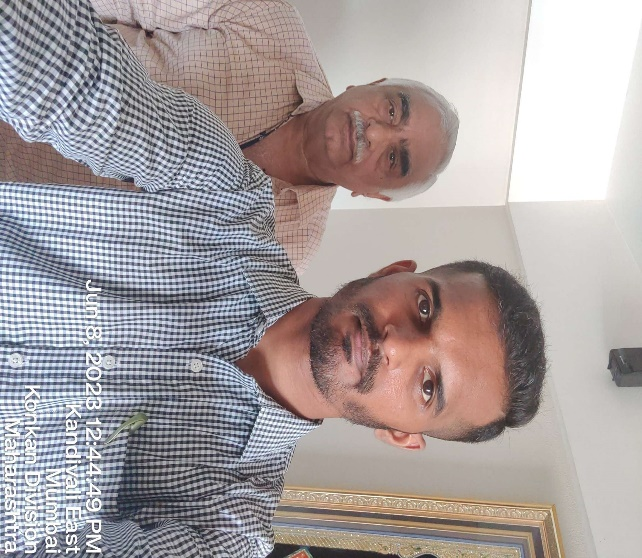 Jun 8, 2023 12:44:49 PM
Kandivali East
Mumbai
Konkan Division
Maharashtra